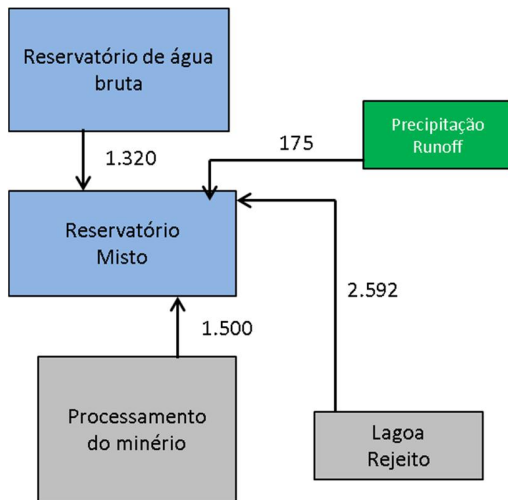 Reservatório de água
bruta
1.320
175
Precipitação
Runoff
Reservatório
Misto
2.592
1.500
Processamento
do minério
Lagoa
Rejeito